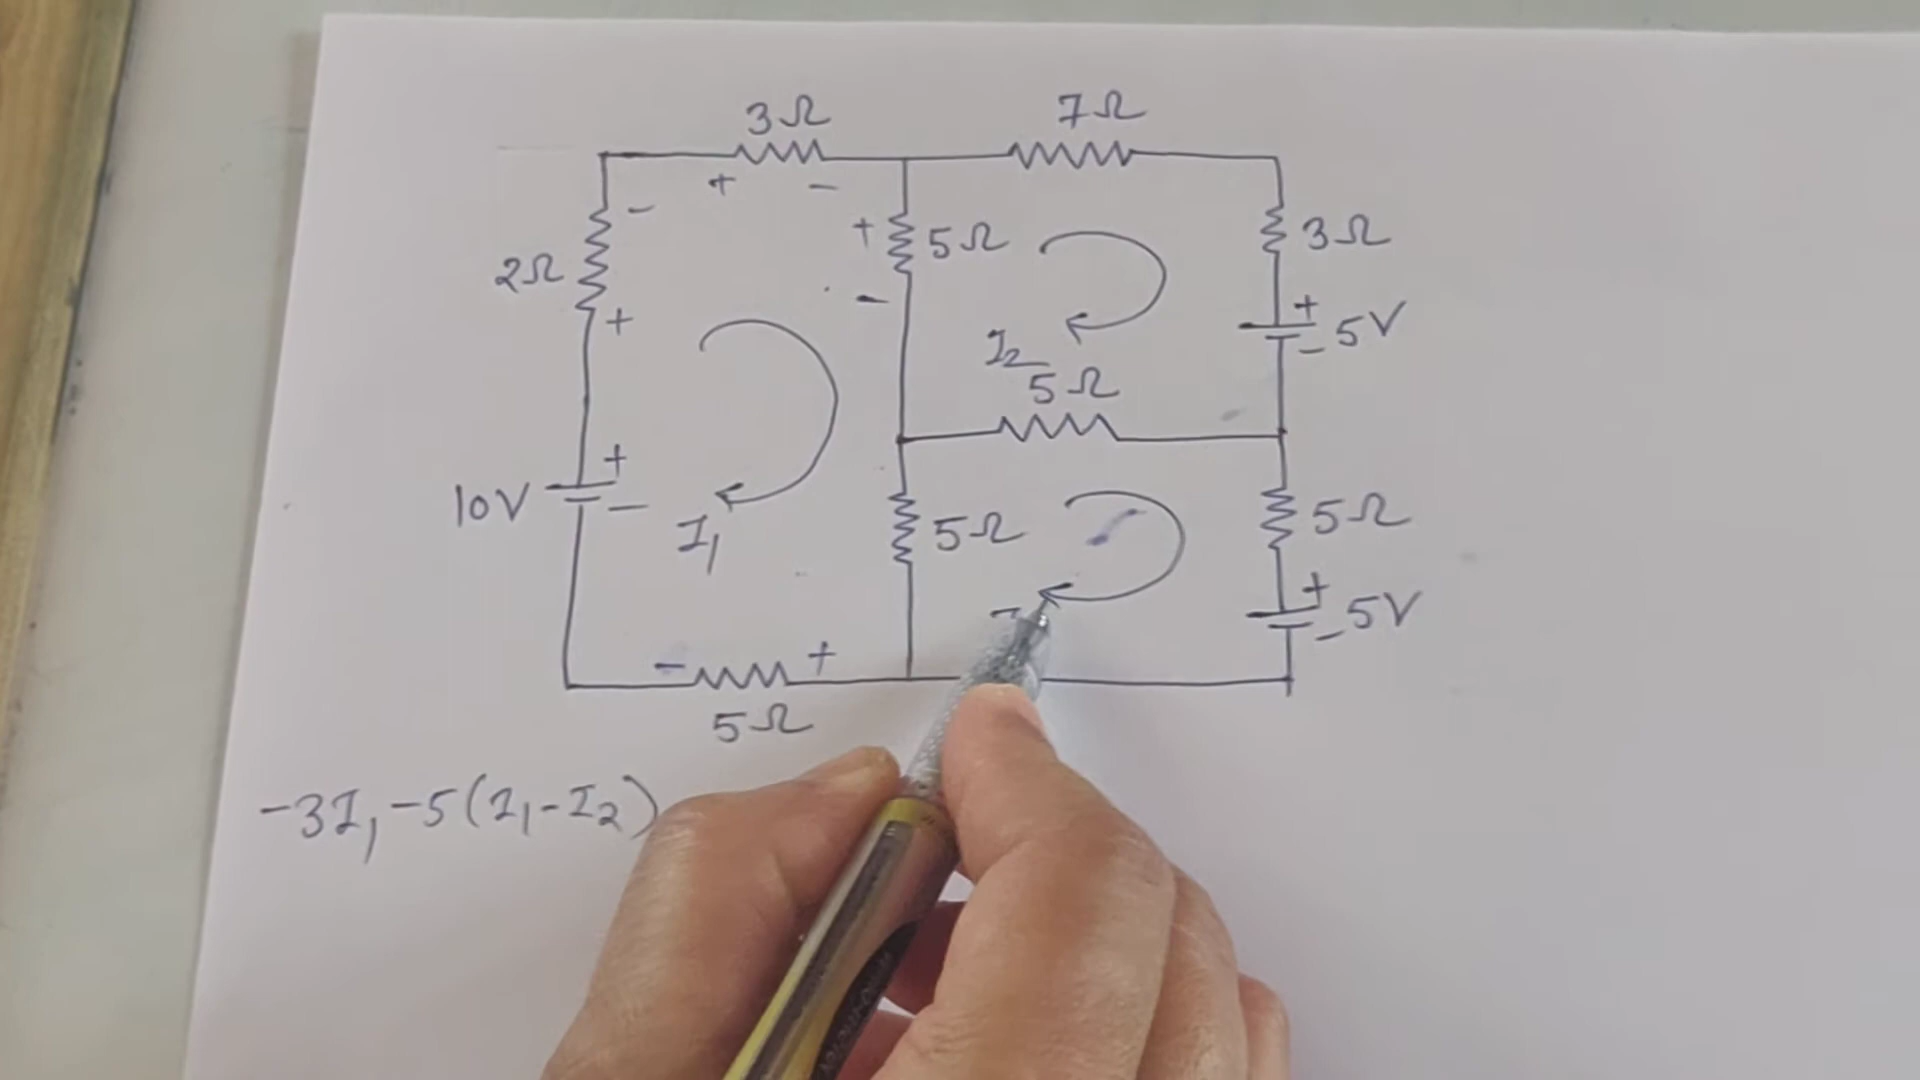 3Ω
7Ω
+ -
-
+
5Ω
3Ω
2Ω
+
-
+
-
5V
I2
5Ω
+
-
10V
I1
5Ω
5Ω
+
-
5V
- +
5Ω
-3I1-5(I1-I2)